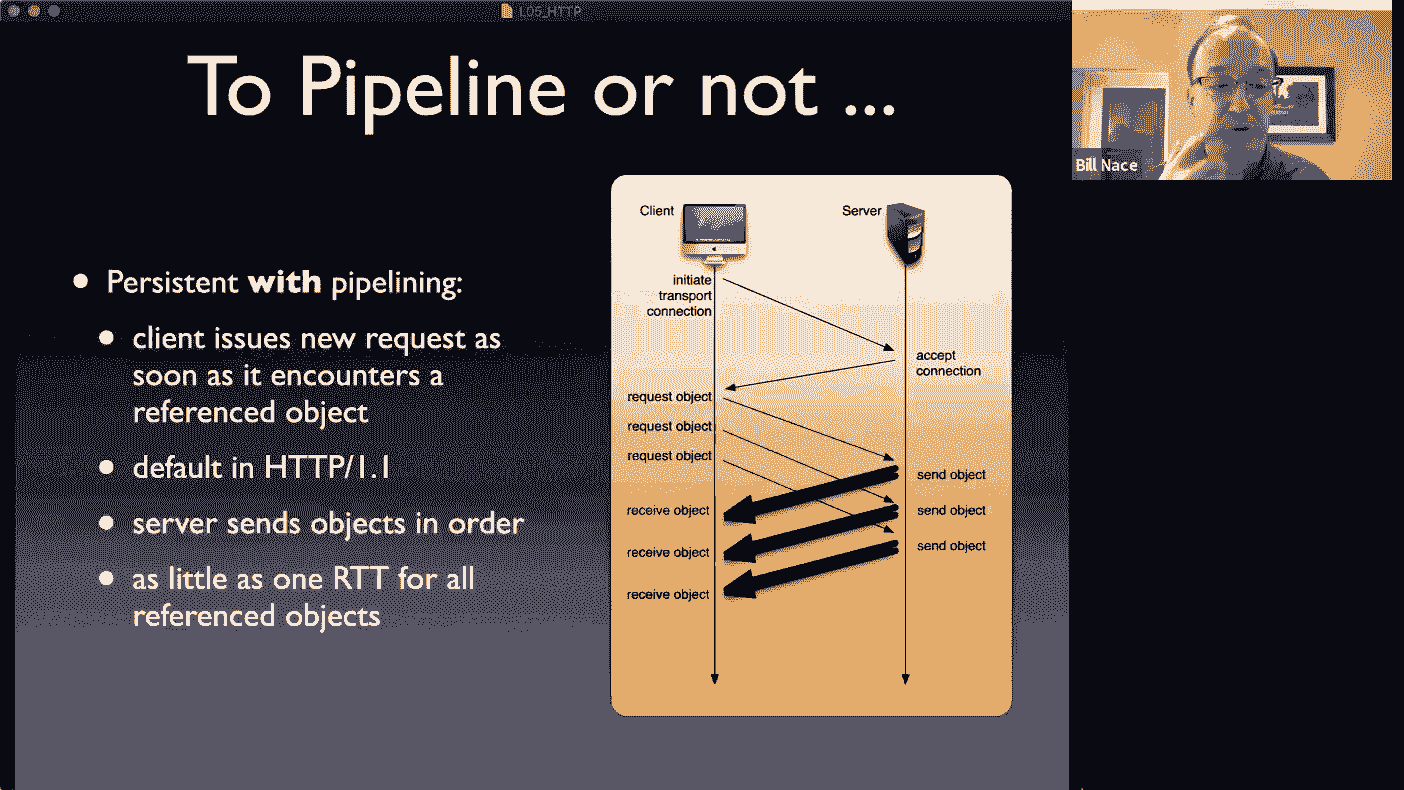 L05_HTTP
To Pipeline or not ...
Bill Nace
Persistent with pipelining:
client issues new request as
soon as it encounters a
referenced object
default in HTTP/1.1
server sends objects in order
as little as one RTT for all
referenced objects
Client
Server
initiate
transport
connection
accept
connection
request object
request object
request object
send object
send object
send object
receive object
receive object
receive object